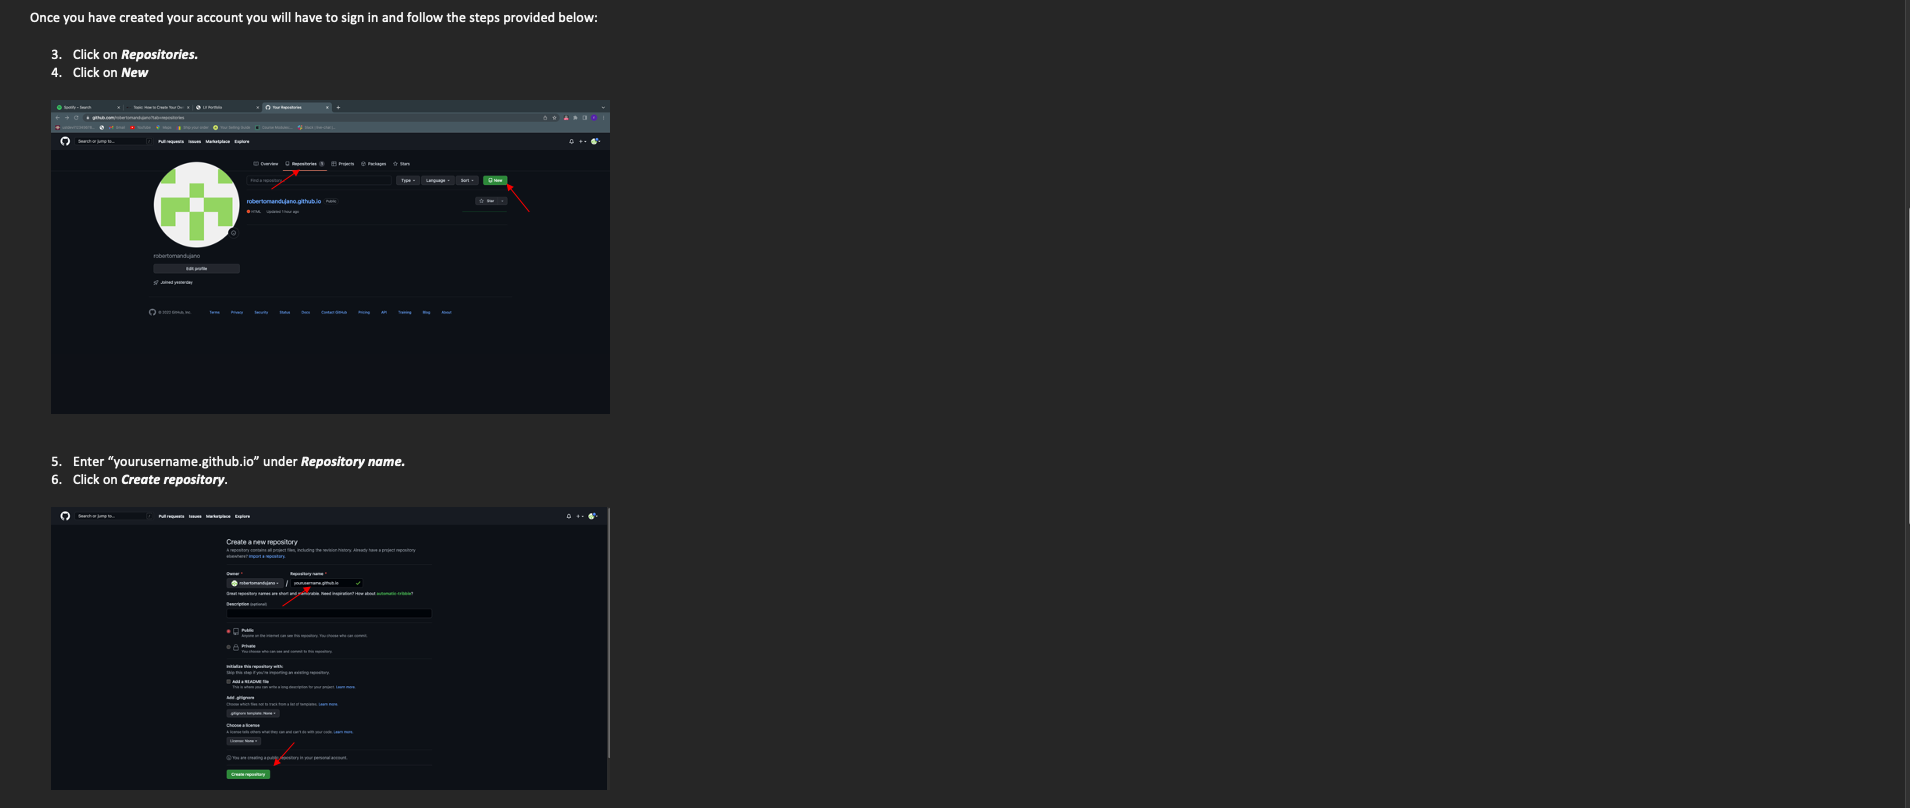 Once you have created your account you will have to sign in and follow the steps provided below:
3. Click on Repositories.
4. Click on New
Spotify – Search
Your Repositories
github.com/robertomandujano?tab=repositories
Search or jump to...
Pull requests Issues Marketplace Explore
Overview Repositories Projects Packages Stars
Find a repository...
Type Language Sort New
robertomandujano.github.io Public
Star
HTML Updated 1 hour ago
robertomandujano
Edit profile
Joined yesterday
© 2022 GitHub, Inc. Terms Privacy Security Status Docs Contact GitHub Pricing API Training Blog About
5. Enter “yourusername.github.io” under Repository name.
6. Click on Create repository.
Search or jump to...
Pull requests Issues Marketplace Explore
Create a new repository
A repository contains all project files, including the revision history. Already have a project repository
elsewhere? Import a repository.
Owner * Repository name *
robertomandujano / yourusername.github.io
Great repository names are short and memorable. Need inspiration? How about
Description (optional)
Public
Anyone on the internet can see this repository. You choose who can commit.
Private
You choose who can see and commit to this repository.
Initialize this repository with:
Skip this step if you're importing an existing repository.
Add a README file
This is where you can write a long description for your project. Learn more.
Add .gitignore
Choose which files not to track from a list of templates. Learn more.
.gitignore template: None
Choose a license
A license tells others what they can and can't do with your code. Learn more.
License: None
You are creating a public repository in your personal account.
Create repository